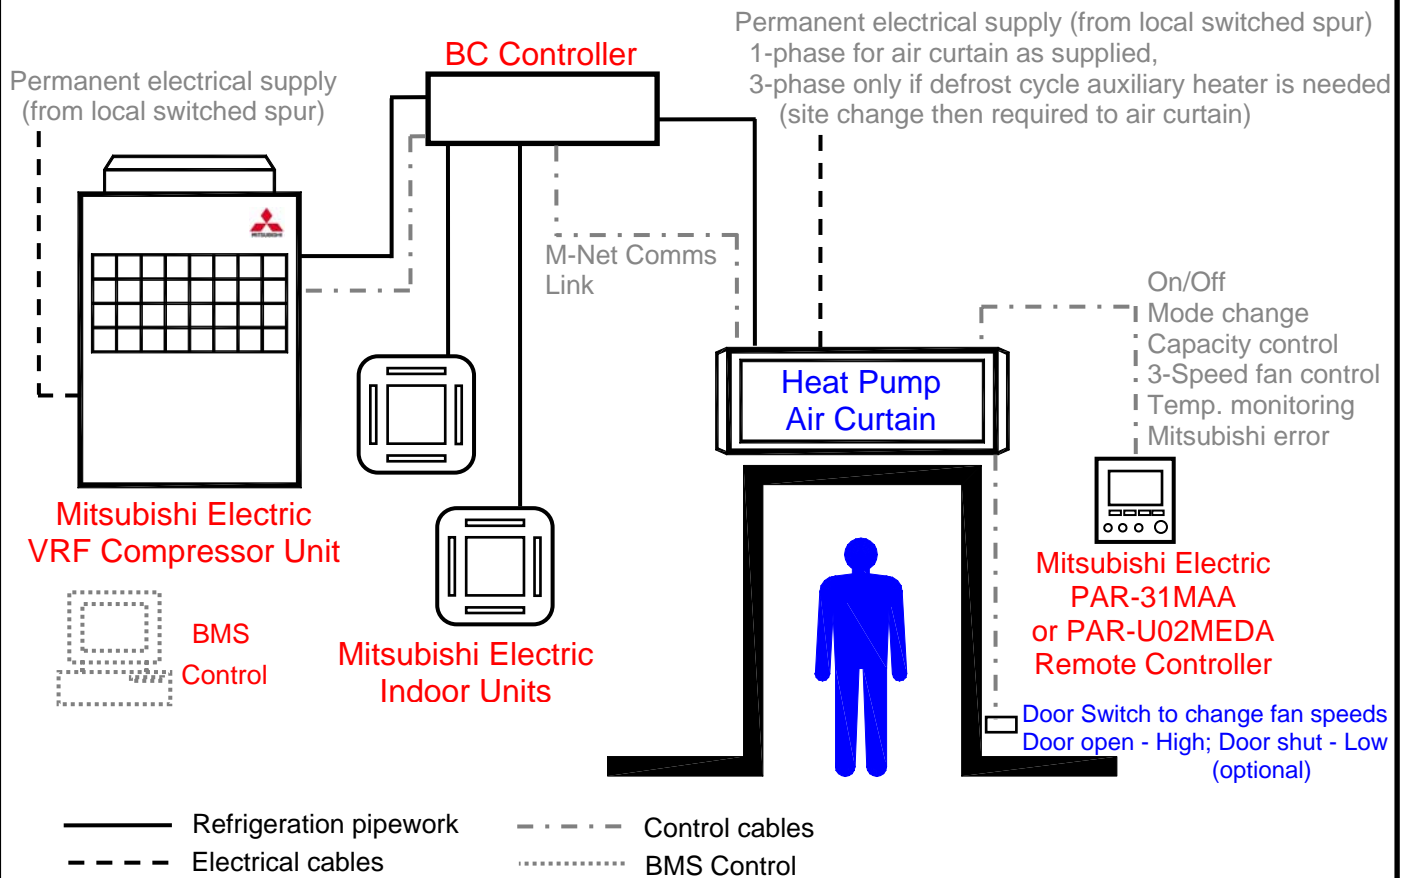 Permanent electrical supply (from local switched spur)
1-phase for air curtain as supplied,
3-phase only if defrost cycle auxiliary heater is needed
(site change then required to air curtain)
BC Controller
Permanent electrical supply
(from local switched spur)
MITSUBISHI
M-Net Comms
Link
On/Off
Mode change
Capacity control
3-Speed fan control
Temp. monitoring
Mitsubishi error
Heat Pump
Air Curtain
Mitsubishi Electric
VRF Compressor Unit
BMS
Control
Mitsubishi Electric
Indoor Units
Mitsubishi Electric
PAR-31MAA
or PAR-U02MEDA
Remote Controller
Door Switch to change fan speeds
Door open - High; Door shut - Low
(optional)
Refrigeration pipework
Electrical cables
Control cables
BMS Control